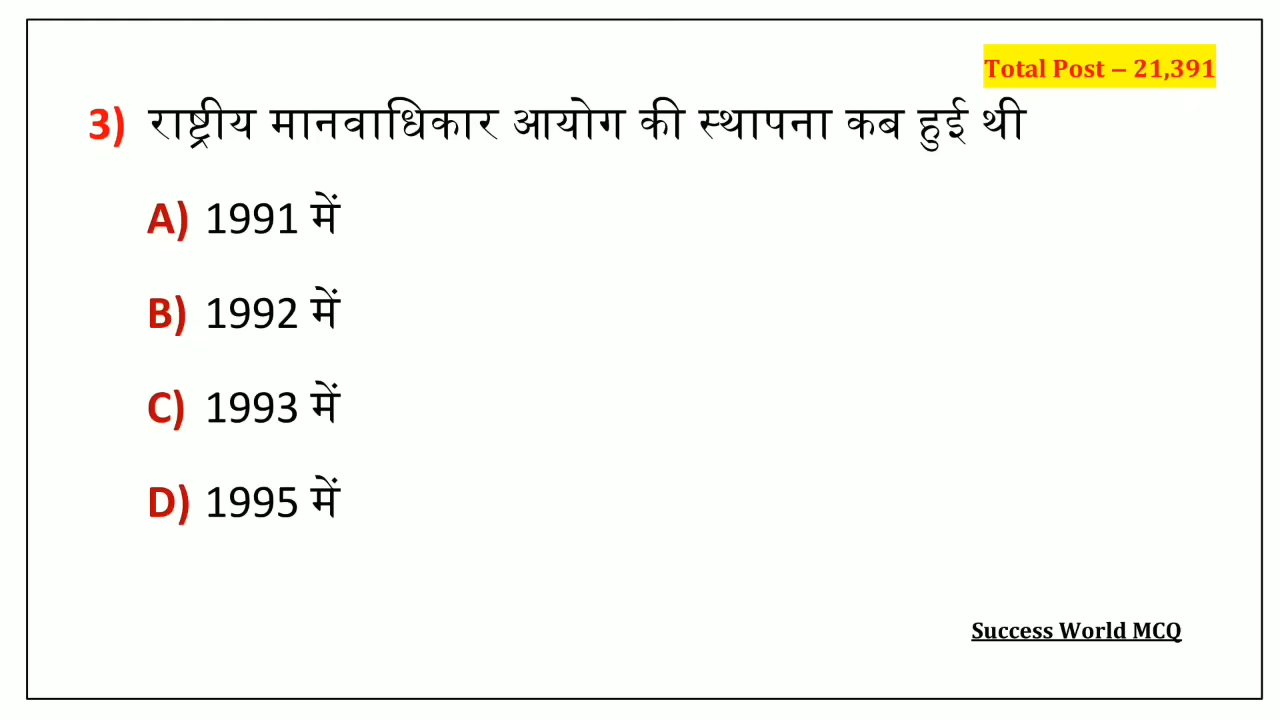 Total Post – 21,391
3) राष्ट्रीय मानवाधिकार आयोग की स्थापना कब हुई थी
A) 1991 में
B) 1992 में
C) 1993 में
D) 1995 में
Success World MCQ